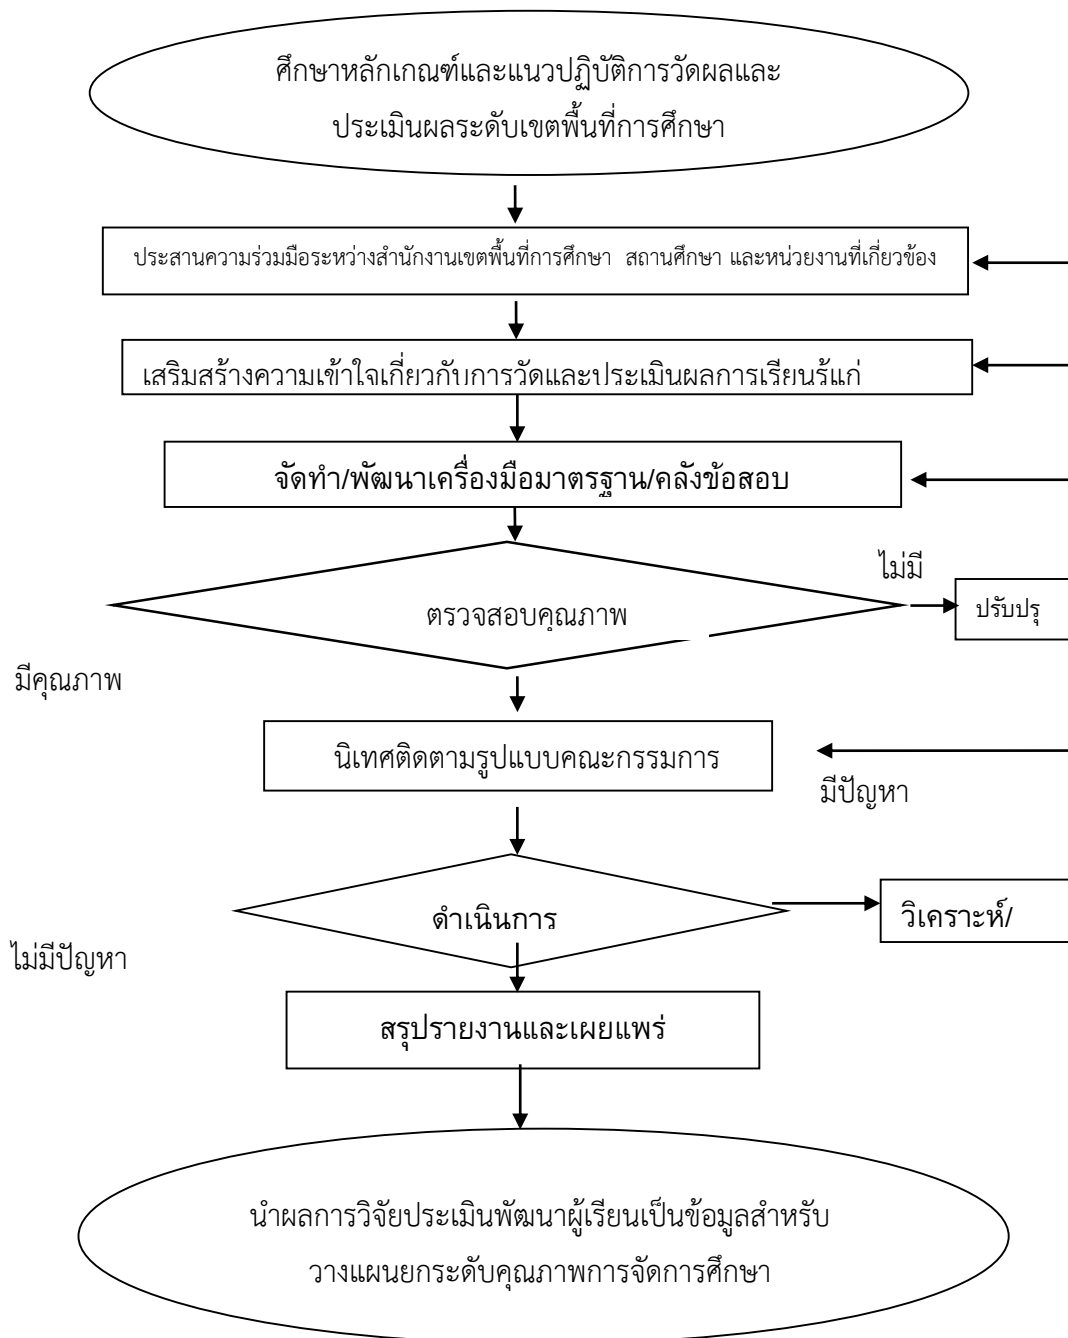 ศึกษาหลักเกณฑ์และแนวปฏิบัติการวัดผลและ
ประเมินผลระดับเขตพื้นที่การศึกษา
ประสานความร่วมมือระหว่างสำนักงานเขตพื้นที่การศึกษา สถานศึกษา และหน่วยงานที่เกี่ยวข้อง
เสริมสร้างความเข้าใจเกี่ยวกับการวัดและประเมินผลการเรียนรู้แก่
จัดทำ/พัฒนาเครื่องมือมาตรฐาน/คลังข้อสอบ
ไม่มี
ตรวจสอบคุณภาพ
ปรับปรุ
มีคุณภาพ
นิเทศติดตามรูปแบบคณะกรรมการ
มีปัญหา
ดำเนินการ
วิเคราะห์/
ไม่มีปัญหา
สรุปรายงานและเผยแพร่
นำผลการวิจัยประเมินพัฒนาผู้เรียนเป็นข้อมูลสำหรับ
วางแผนยกระดับคุณภาพการจัดการศึกษา